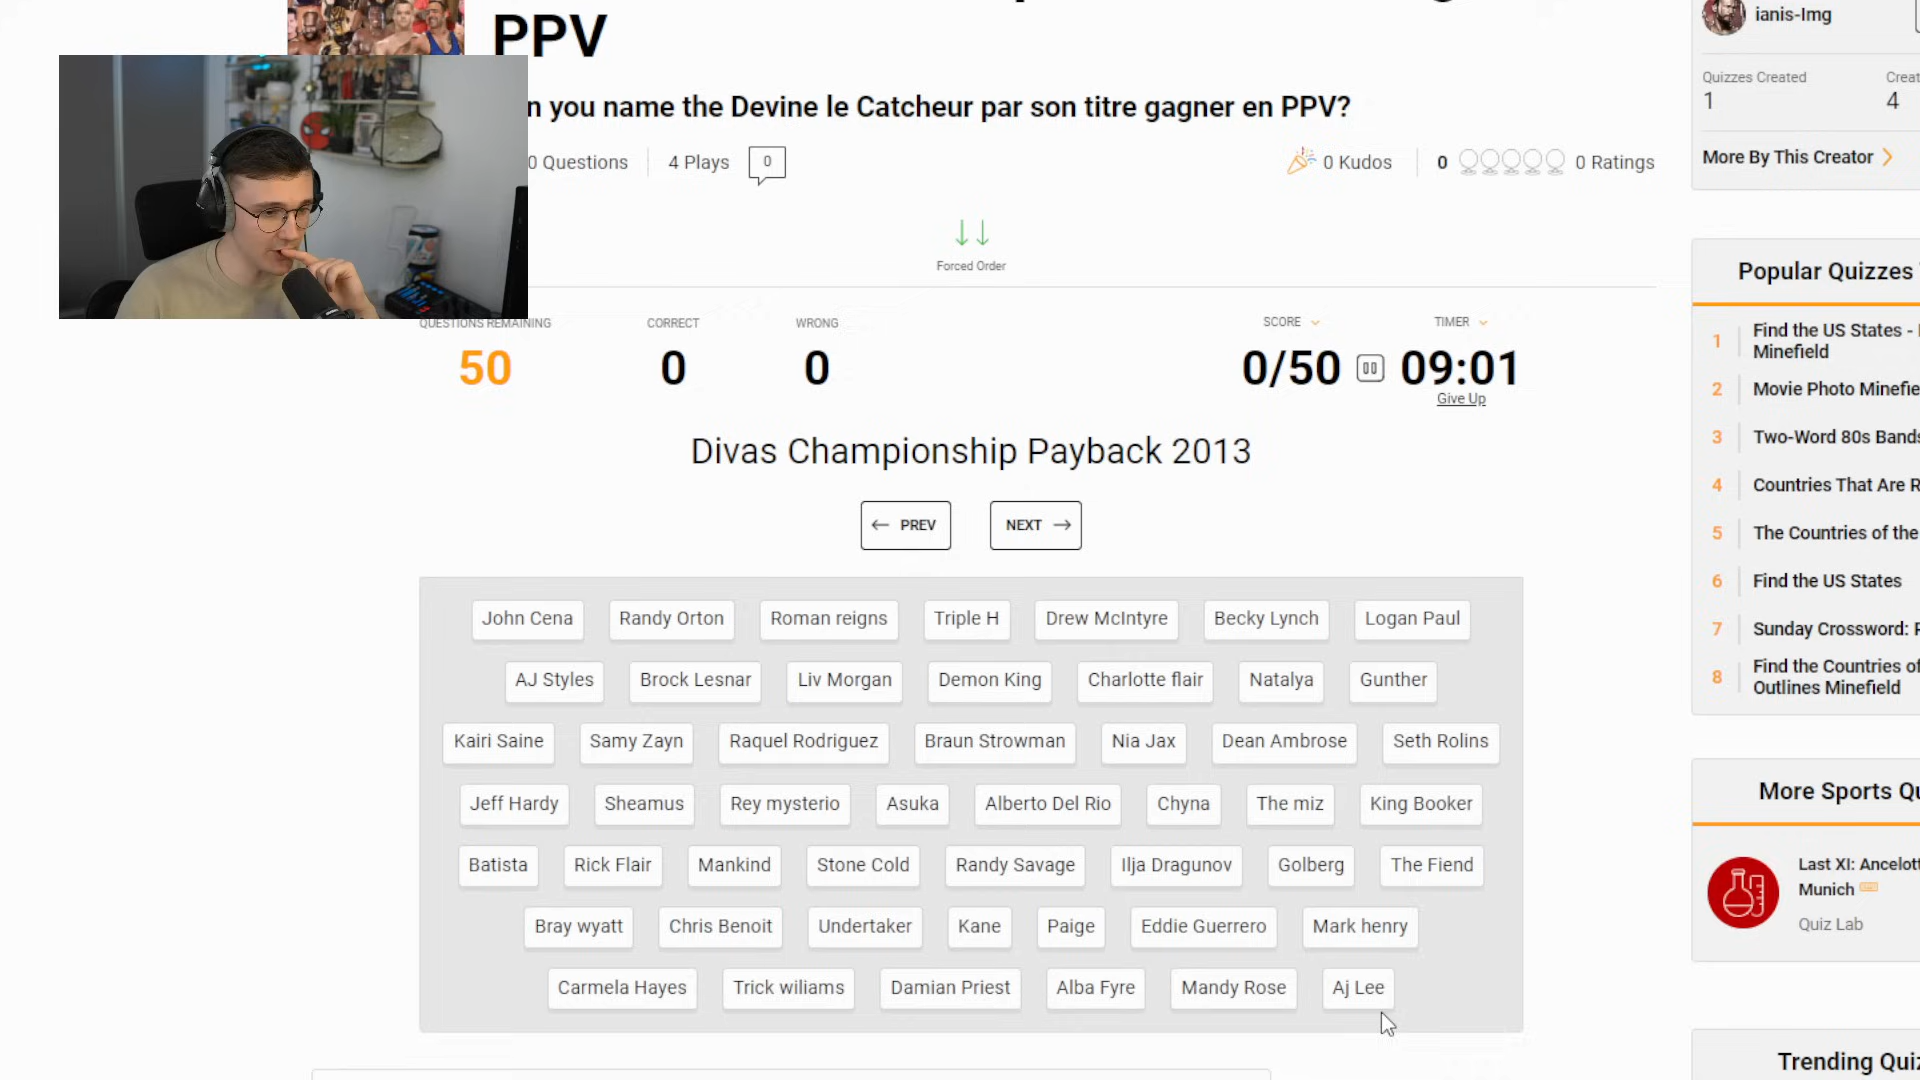 PPV
n you name the Devine le Catcheur par son titre gagner en PPV?
0 Questions
4 Plays
0
0 Kudos
0
0 Ratings
Forced Order
QUESTIONS REMAINING
50
CORRECT
0
WRONG
0
SCORE
0/50
TIMER
09:01
Give Up
Divas Championship Payback 2013
← PREV
NEXT →
John Cena
Randy Orton
Roman reigns
Triple H
Drew McIntyre
Becky Lynch
Logan Paul
AJ Styles
Brock Lesnar
Liv Morgan
Demon King
Charlotte flair
Natalya
Gunther
Kairi Saine
Samy Zayn
Raquel Rodriguez
Braun Strowman
Nia Jax
Dean Ambrose
Seth Rolins
Jeff Hardy
Sheamus
Rey mysterio
Asuka
Alberto Del Rio
Chyna
The miz
King Booker
Batista
Rick Flair
Mankind
Stone Cold
Randy Savage
Ilja Dragunov
Golberg
The Fiend
Bray wyatt
Chris Benoit
Undertaker
Kane
Paige
Eddie Guerrero
Mark henry
Carmela Hayes
Trick wiliams
Damian Priest
Alba Fyre
Mandy Rose
Aj Lee
ianis-Img
Quizzes Created
1
Creat
4
More By This Creator
Popular Quizzes
1 Find the US States -
Minefield
2 Movie Photo Minefie
3 Two-Word 80s Bands
4 Countries That Are R
5 The Countries of the
6 Find the US States
7 Sunday Crossword:
8 Find the Countries of
Outlines Minefield
More Sports Qu
Last XI: Ancelott
Munich
Quiz Lab
Trending Quiz